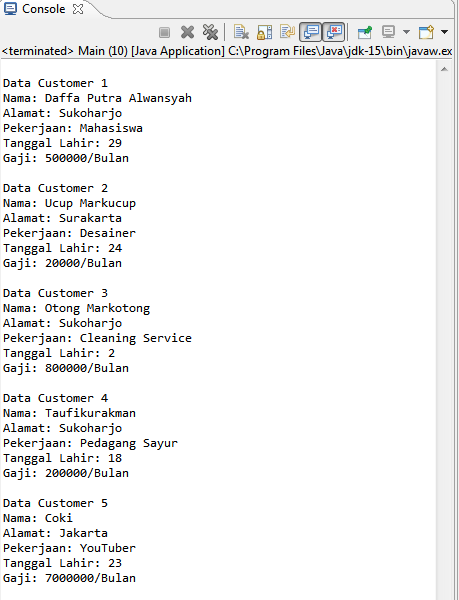 Console
<terminated> Main (10) [Java Application] C:\Program Files\Java\jdk-15\bin\javaw.ex
Data Customer 1
Nama: Daffa Putra Alwansyah
Alamat: Sukoharjo
Pekerjaan: Mahasiswa
Tanggal Lahir: 29
Gaji: 500000/Bulan
Data Customer 2
Nama: Ucup Markucup
Alamat: Surakarta
Pekerjaan: Desainer
Tanggal Lahir: 24
Gaji: 20000/Bulan
Data Customer 3
Nama: Otong Markotong
Alamat: Sukoharjo
Pekerjaan: Cleaning Service
Tanggal Lahir: 2
Gaji: 800000/Bulan
Data Customer 4
Nama: Taufikurakman
Alamat: Sukoharjo
Pekerjaan: Pedagang Sayur
Tanggal Lahir: 18
Gaji: 200000/Bulan
Data Customer 5
Nama: Coki
Alamat: Jakarta
Pekerjaan: YouTuber
Tanggal Lahir: 23
Gaji: 7000000/Bulan